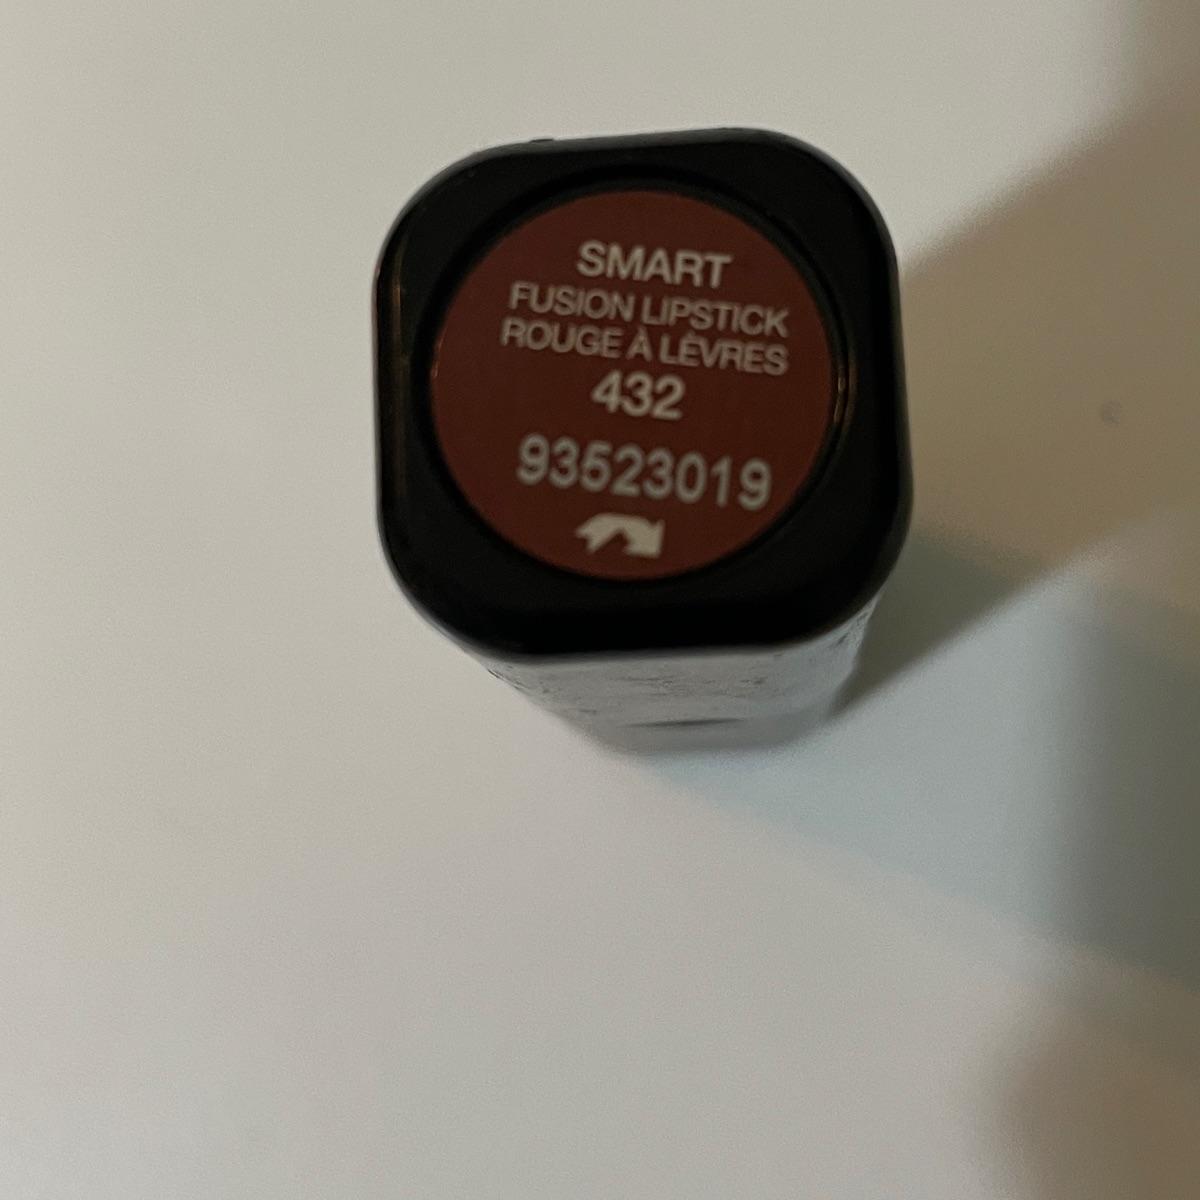 SMART
FUSION LIPSTICK
ROUGE À LÈVRES
432
93523019